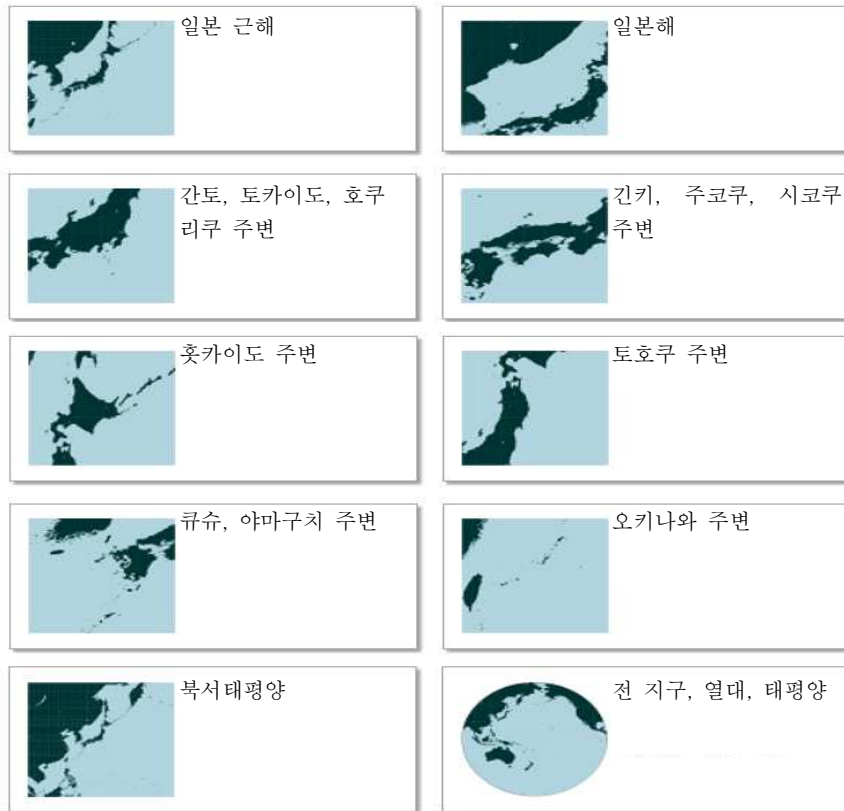 일본 근해
일본해
간토, 토카이도, 호쿠
리쿠 주변
긴키, 주코쿠, 시코쿠
주변
홋카이도 주변
토호쿠 주변
큐슈, 야마구치 주변
오키나와 주변
북서태평양
전 지구, 열대, 태평양